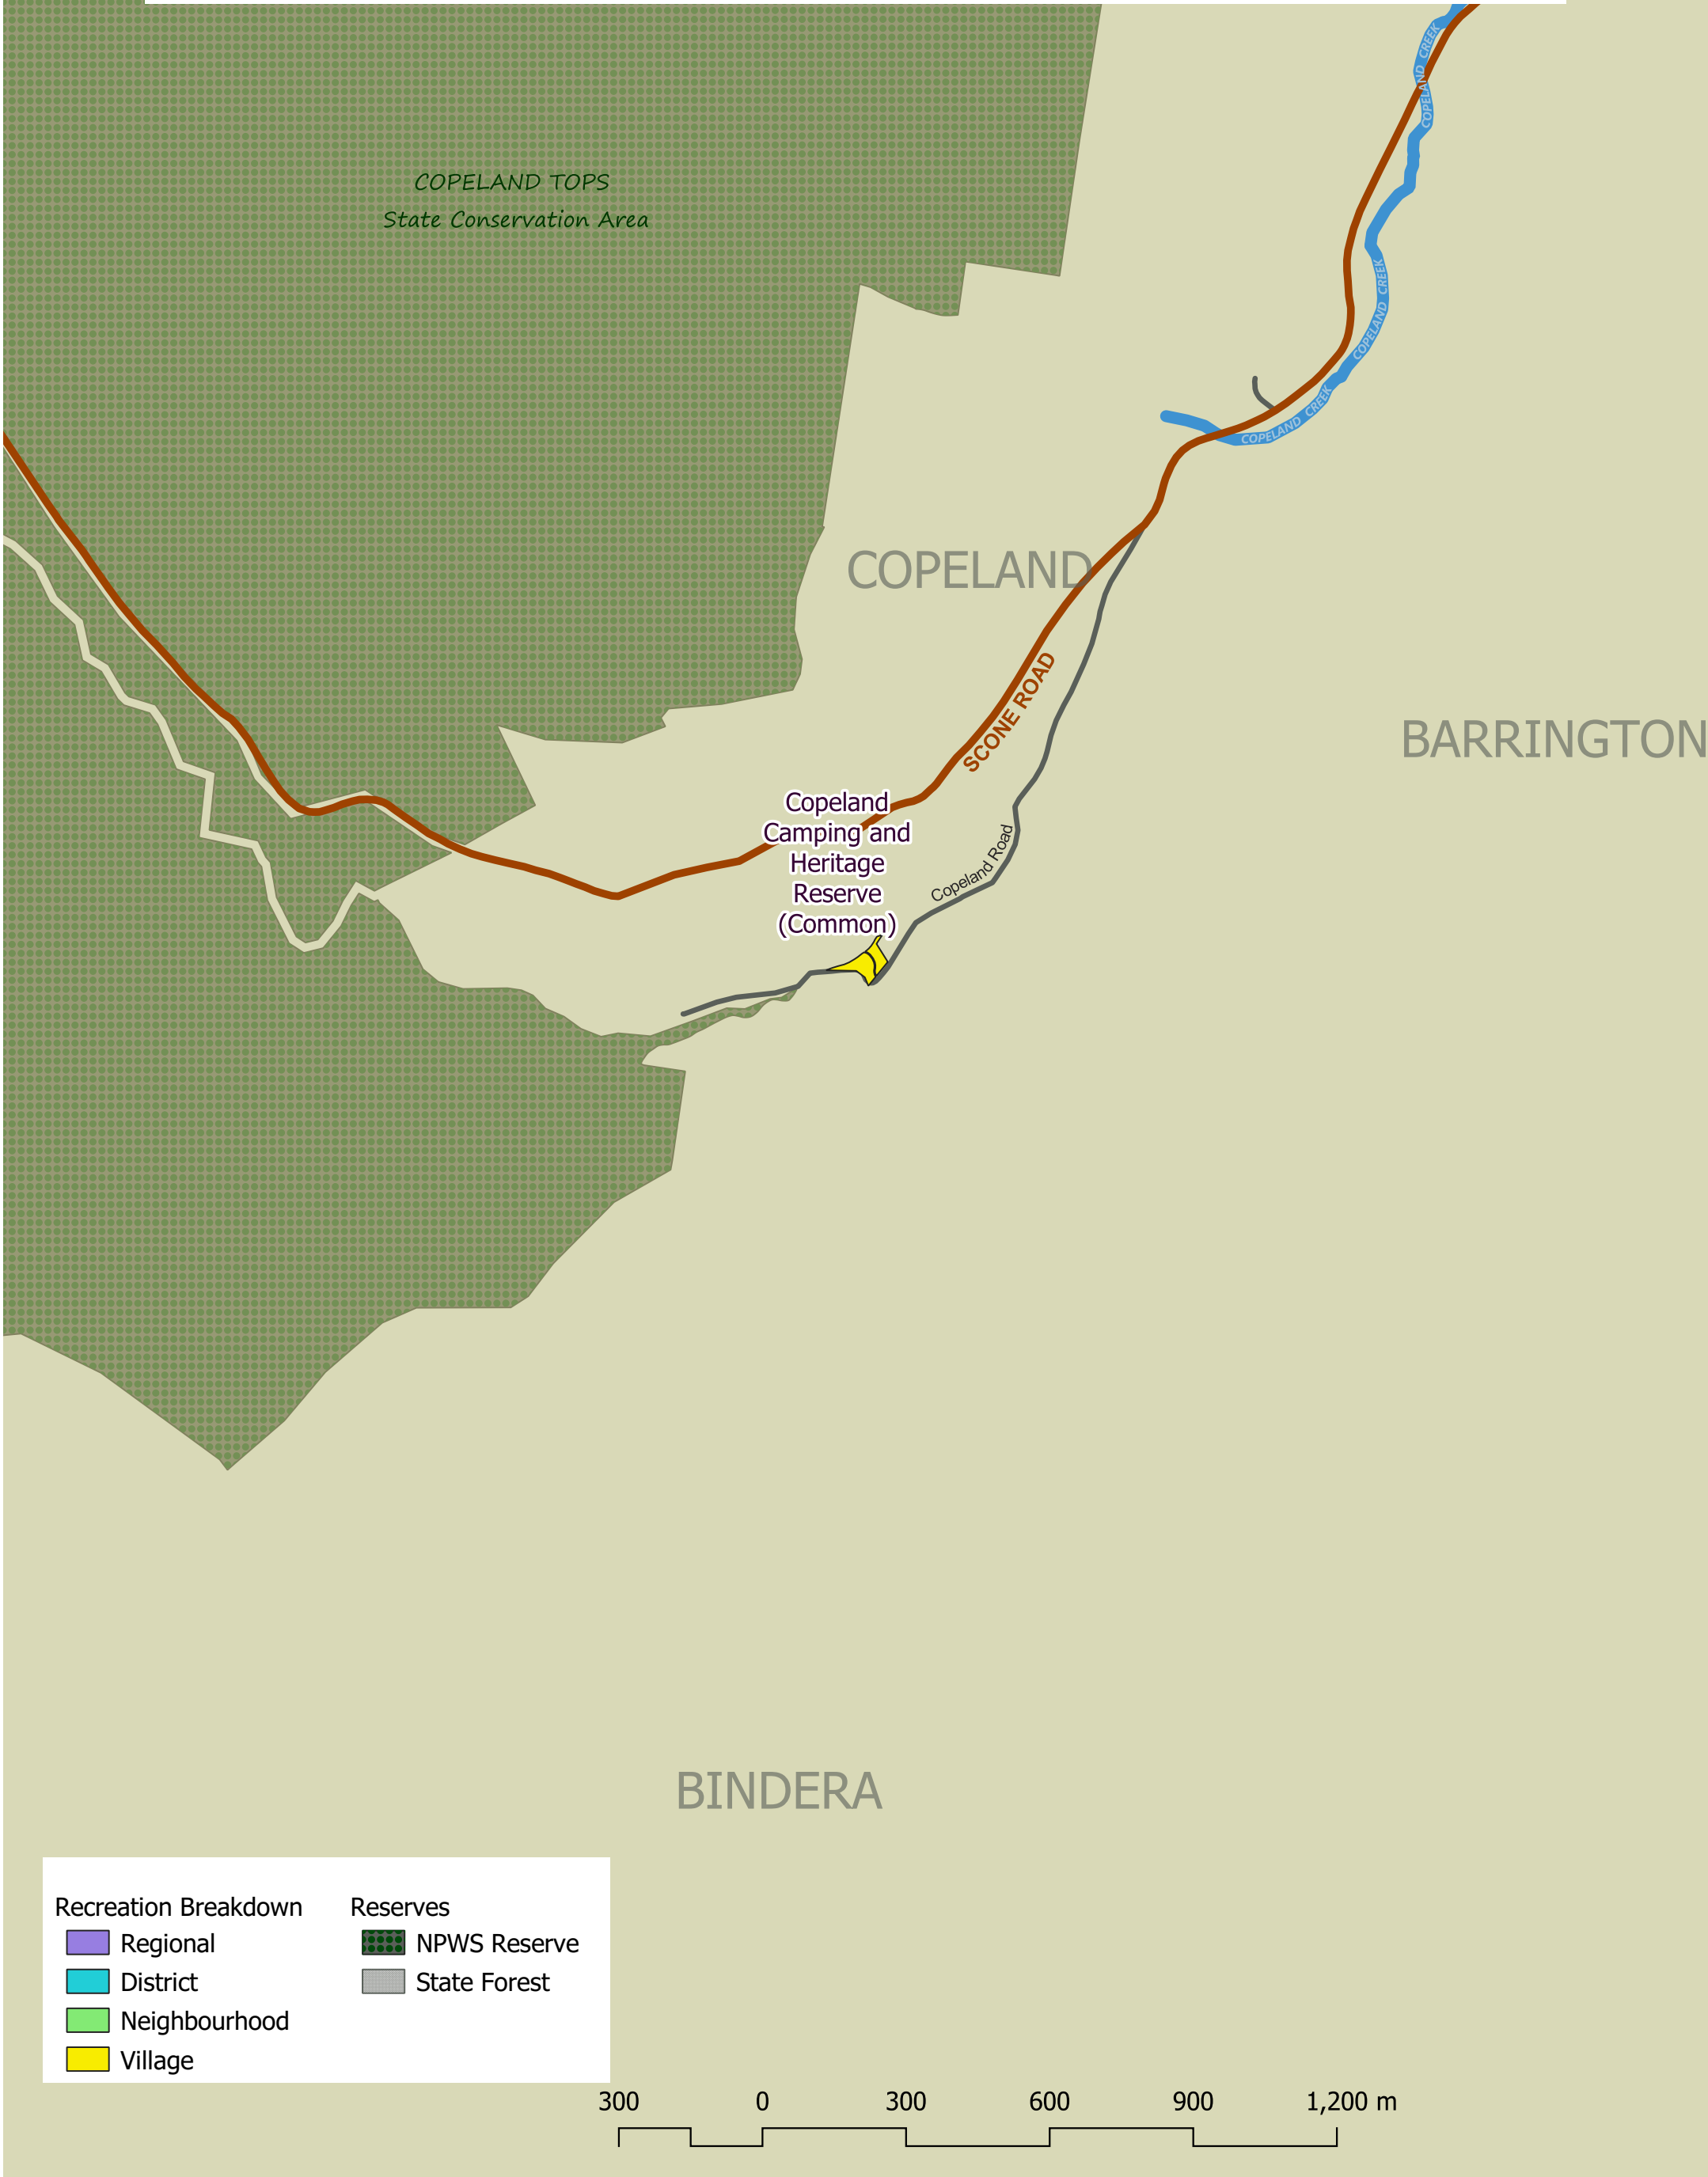 COPELAND CREEK
COPELAND CREEK
COPELAND TOPS
State Conservation Area
COPELAND CREEK
COPELAND CREEK
COPELAND
SCONE ROAD
BARRINGTON
Copeland
Camping and
Heritage
Reserve
(Common)
Copeland Road
BINDERA
Recreation Breakdown
Regional
District
Neighbourhood
Village
Reserves
NPWS Reserve
State Forest
300 0 300 600 900 1,200 m